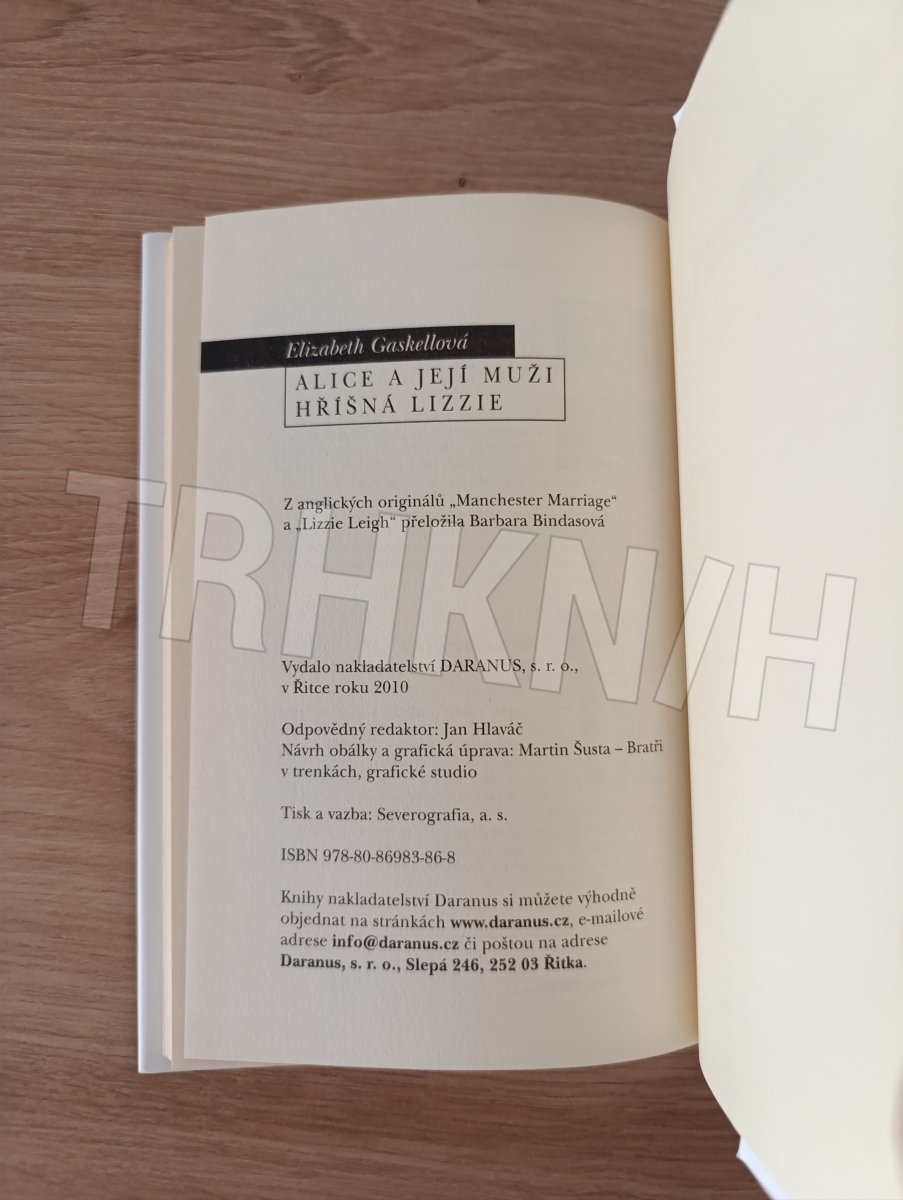 Elizabeth Gaskellová
ALICE A JEJÍ MUŽI
HŘÍŠNÁ LIZZIE
Z anglických originálů „Manchester Marriage“
a „Lizzie Leigh“ přeložila Barbara Bindasová
TRHKNIH
Vydalo nakladatelství DARANUS, s. r. o.,
v Řitce roku 2010
Odpovědný redaktor: Jan Hlaváč
Návrh obálky a grafická úprava: Martin Šusta – Bratři
v trenkách, grafické studio
Tisk a vazba: Severografia, a. s.
ISBN 978-80-86983-86-8
Knihy nakladatelství Daranus si můžete výhodně
objednat na stránkách www.daranus.cz, e-mailové
adrese info@daranus.cz či poštou na adrese
Daranus, s. r. o., Slepá 246, 252 03 Řitka.